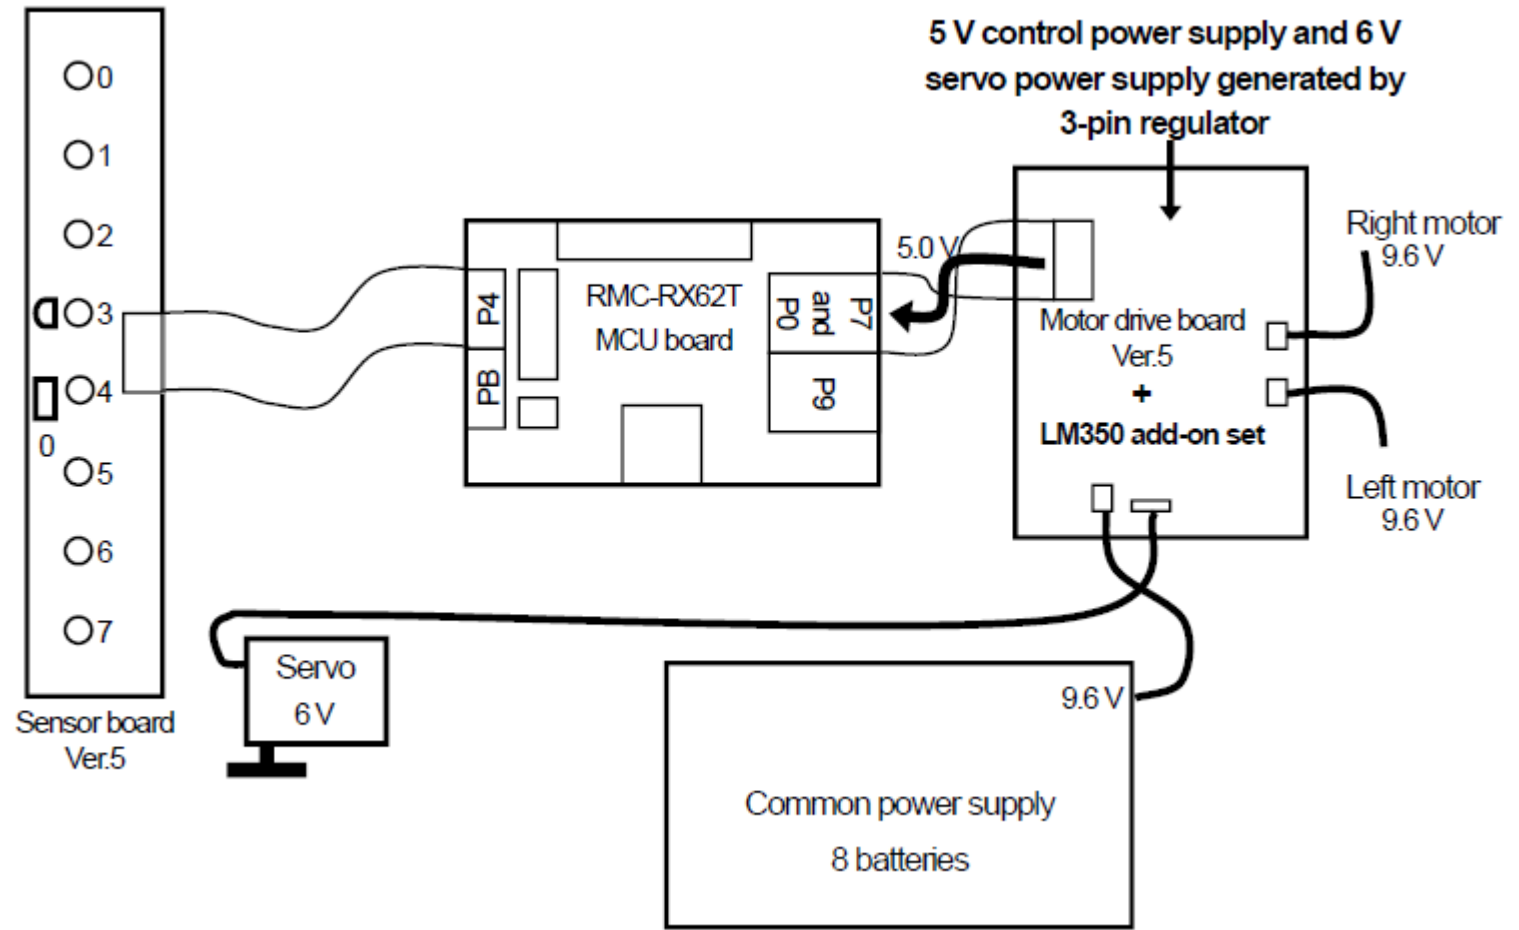 0
1
2
3
4
0
5
6
7
Sensor board
Ver.5
Servo
6 V
P4
PB
RMC-RX62T
MCU board
P7
and
P0
P9
5.0 V
5 V control power supply and 6 V
servo power supply generated by
3-pin regulator
Motor drive board
Ver.5
+
LM350 add-on set
Right motor
9.6 V
Left motor
9.6 V
9.6 V
Common power supply
8 batteries